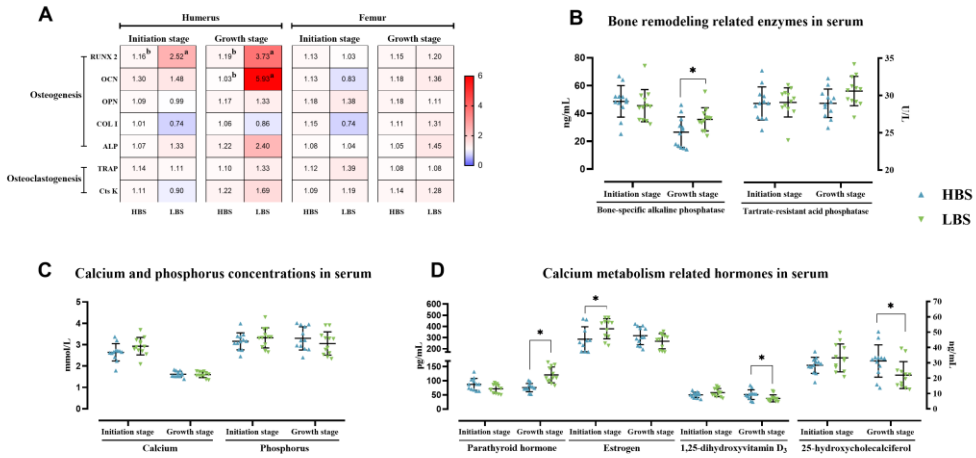 A
Humerus
Femur
Initiation stage
Growth stage
Initiation stage
Growth stage
Osteogenesis
Osteoclastogenesis
RUNX 2 1.16b 2.52a 1.19b 3.73a 1.13 1.03 1.15 1.20
OCN 1.30 1.48 1.03b a 1.13 0.83 1.18 1.36
OPN 1.09 0.99 1.17 1.33 1.18 1.38 1.18 1.11
COL I 1.01 0.74 1.06 0.86 1.15 0.74 1.11 1.31
ALP 1.07 1.33 1.22 2.40 1.08 1.04 1.05 1.45
TRAP 1.14 1.11 1.10 1.33 1.12 1.39 1.08 1.08
Cts K 1.11 0.90 1.22 1.69 1.09 1.19 1.14 1.28
HBS LBS HBS LBS HBS LBS HBS LBS
6
4
2
0
B
Bone remodeling related enzymes in serum
ng/mL
80
60
40
20
0
*
35
30
25
20
U/L
Initiation stage Growth stage Initiation stage Growth stage
Bone-specific alkaline phosphatase Tartrate-resistant acid phosphatase
HBS
LBS
C
Calcium and phosphorus concentrations in serum
mmol/L
5
4
3
2
1
0
Initiation stage Growth stage Initiation stage Growth stage
Calcium Phosphorus
D
Calcium metabolism related hormones in serum
pg/mL
600
500
400
300
200
150
100
50
0
*
*
*
*
70
60
50
40
30
20
10
0
ng/mL
Initiation stage Growth stage Initiation stage Growth stage Initiation stage Growth stage Initiation stage Growth stage
Parathyroid hormone Estrogen 1,25-dihydroxyvitamin D3 25-hydroxycholecalciferol